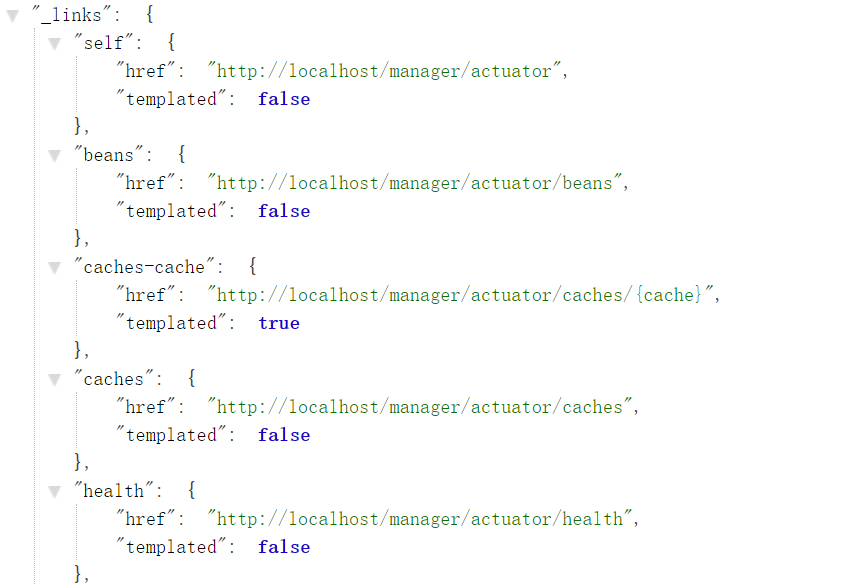 "_links": {
"self": {
"href": "http://localhost/manager/actuator",
"templated": false
},
"beans": {
"href": "http://localhost/manager/actuator/beans",
"templated": false
},
"caches-cache": {
"href": "http://localhost/manager/actuator/caches/{cache}",
"templated": true
},
"caches": {
"href": "http://localhost/manager/actuator/caches",
"templated": false
},
"health": {
"href": "http://localhost/manager/actuator/health",
"templated": false
},